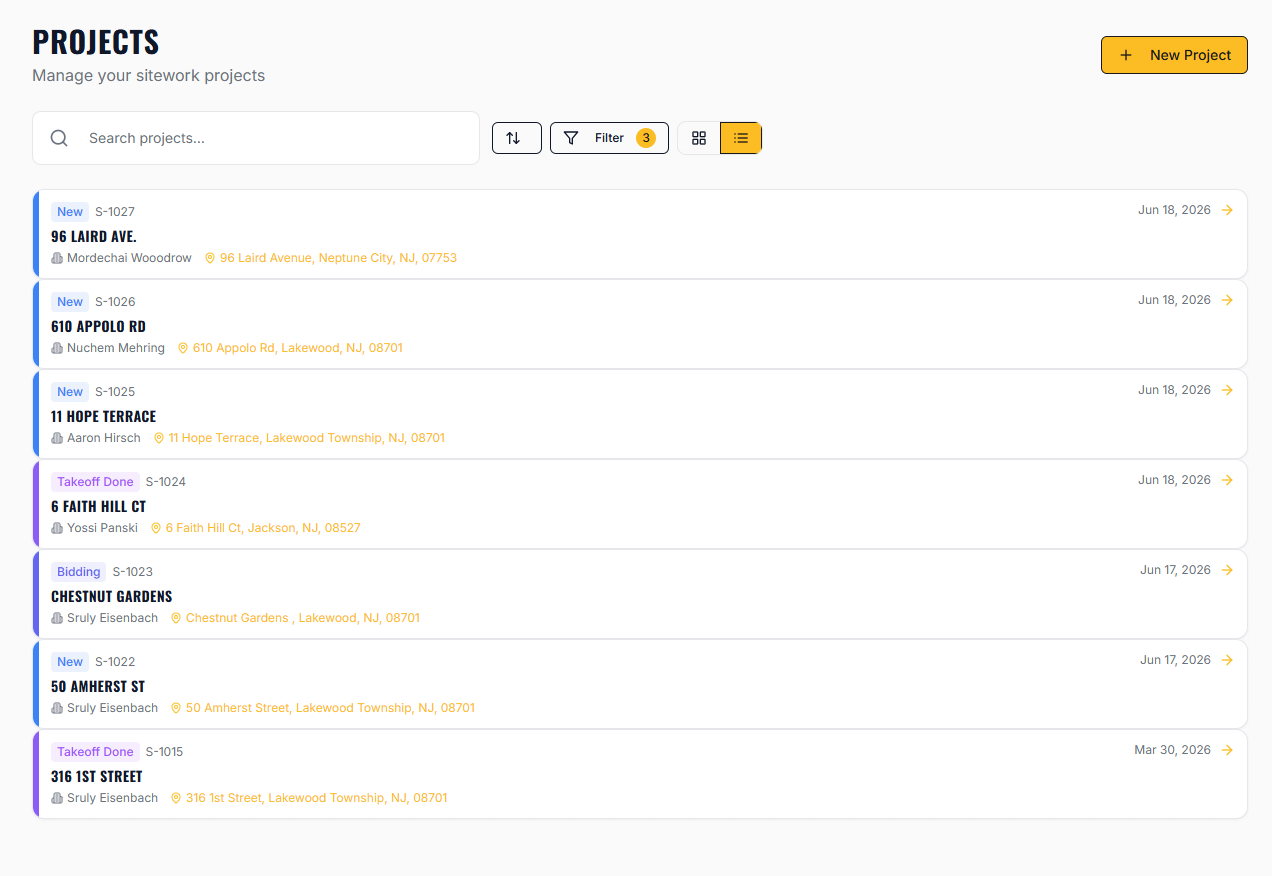 PROJECTS
Manage your sitework projects
New Project
Search projects...
Filter 3
New S-1027 Jun 18, 2026
96 LAIRD AVE.
Mordechai Wooodrow 96 Laird Avenue, Neptune City, NJ, 07753
New S-1026 Jun 18, 2026
610 APPOLO RD
Nuchem Mehring 610 Appolo Rd, Lakewood, NJ, 08701
New S-1025 Jun 18, 2026
11 HOPE TERRACE
Aaron Hirsch 11 Hope Terrace, Lakewood Township, NJ, 08701
Takeoff Done S-1024 Jun 18, 2026
6 FAITH HILL CT
Yossi Panski 6 Faith Hill Ct, Jackson, NJ, 08527
Bidding S-1023 Jun 17, 2026
CHESTNUT GARDENS
Sruly Eisenbach Chestnut Gardens , Lakewood, NJ, 08701
New S-1022 Jun 17, 2026
50 AMHERST ST
Sruly Eisenbach 50 Amherst Street, Lakewood Township, NJ, 08701
Takeoff Done S-1015 Mar 30, 2026
316 1ST STREET
Sruly Eisenbach 316 1st Street, Lakewood Township, NJ, 08701